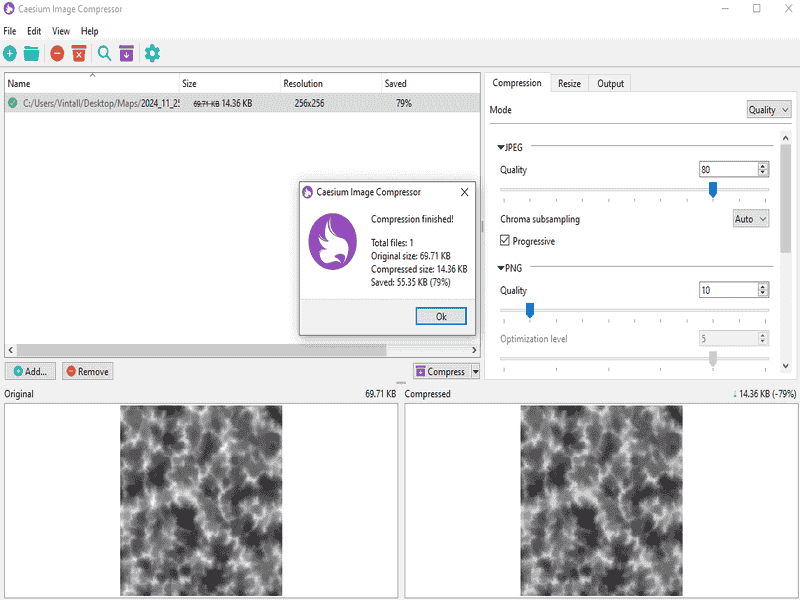 Caesium Image Compressor
File Edit View Help
Name Size Resolution Saved
C:/Users/Vintall/Desktop/Maps/2024_11_25 69.71 KB 14.36 KB 256x256 79%
Compression Resize Output
Mode Quality
JPEG
Quality 80
Chroma subsampling Auto
Progressive
PNG
Quality 10
Optimization level 5
Caesium Image Compressor
Compression finished!
Total files: 1
Original size: 69.71 KB
Compressed size: 14.36 KB
Saved: 55.35 KB (79%)
Ok
Add... Remove Compress
Original 69.71 KB Compressed ↓ 14.36 KB (-79%)